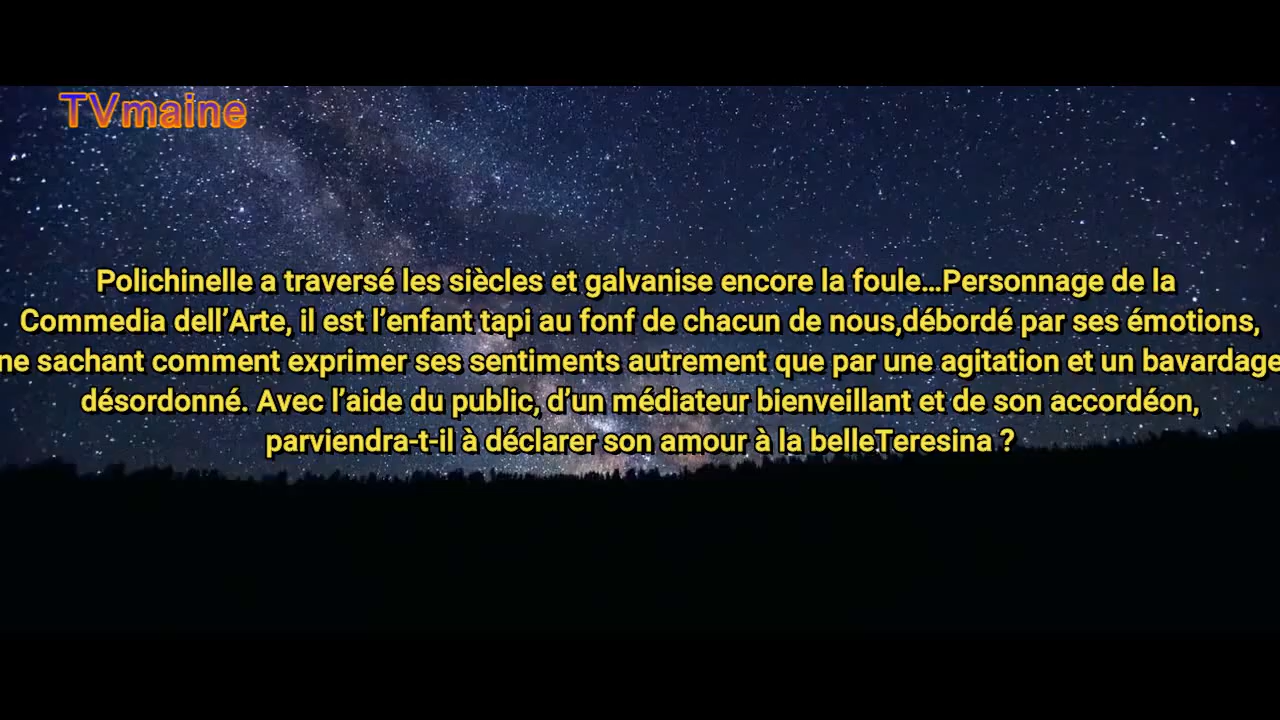 TVmaine
Polichinelle a traversé les siècles et galvanise encore la foule...Personnage de la
Commedia dell’Arte, il est l’enfant tapi au fonf de chacun de nous,débordé par ses émotions,
ne sachant comment exprimer ses sentiments autrement que par une agitation et un bavardage
désordonné. Avec l’aide du public, d’un médiateur bienveillant et de son accordéon,
parviendra-t-il à déclarer son amour à la belleTeresina ?